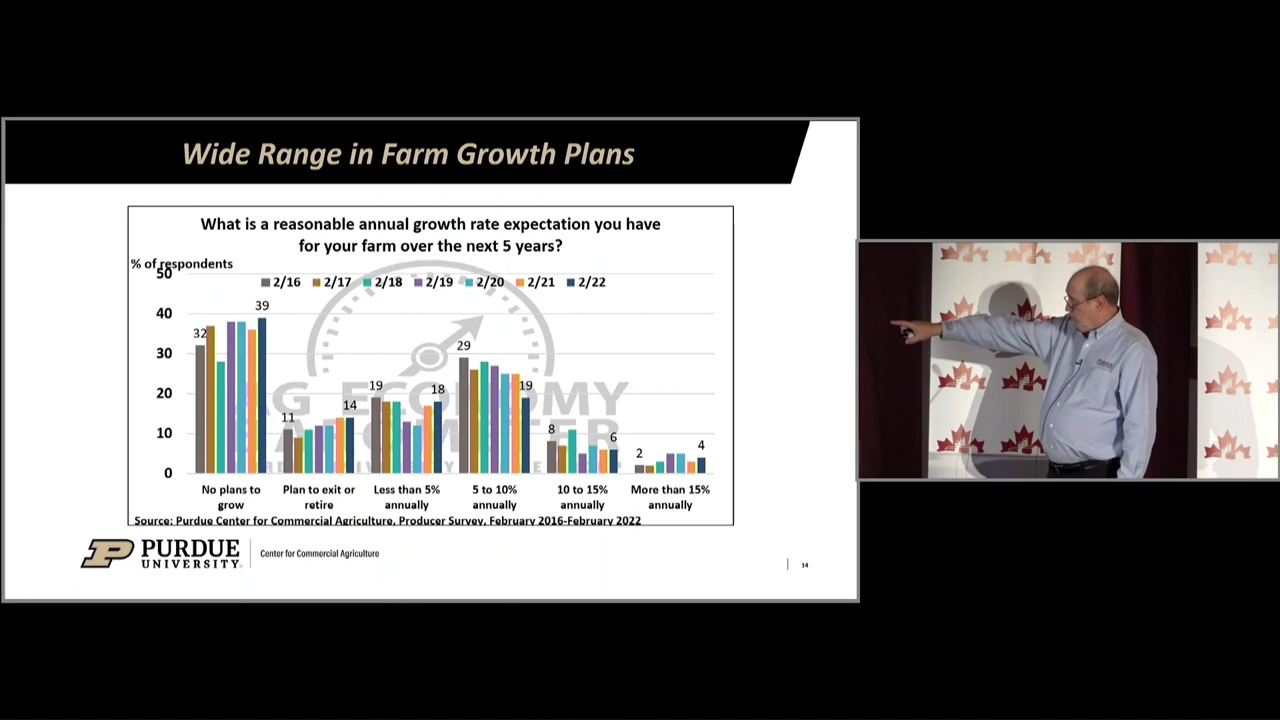 Wide Range in Farm Growth Plans
What is a reasonable annual growth rate expectation you have
for your farm over the next 5 years?
% of respondents
50
2/16 2/17 2/18 2/19 2/20 2/21 2/22
40
30
20
10
0
32 39
11 14
19 18
29 19
8 6
2 4
No plans to
grow
Plan to exit or
retire
Less than 5%
annually
5 to 10%
annually
10 to 15%
annually
More than 15%
annually
AG ECONOMY
BAROMETER
Source: Purdue Center for Commercial Agriculture, Producer Survey, February 2016-February 2022
PURDUE
UNIVERSITY.
Center for Commercial Agriculture
14